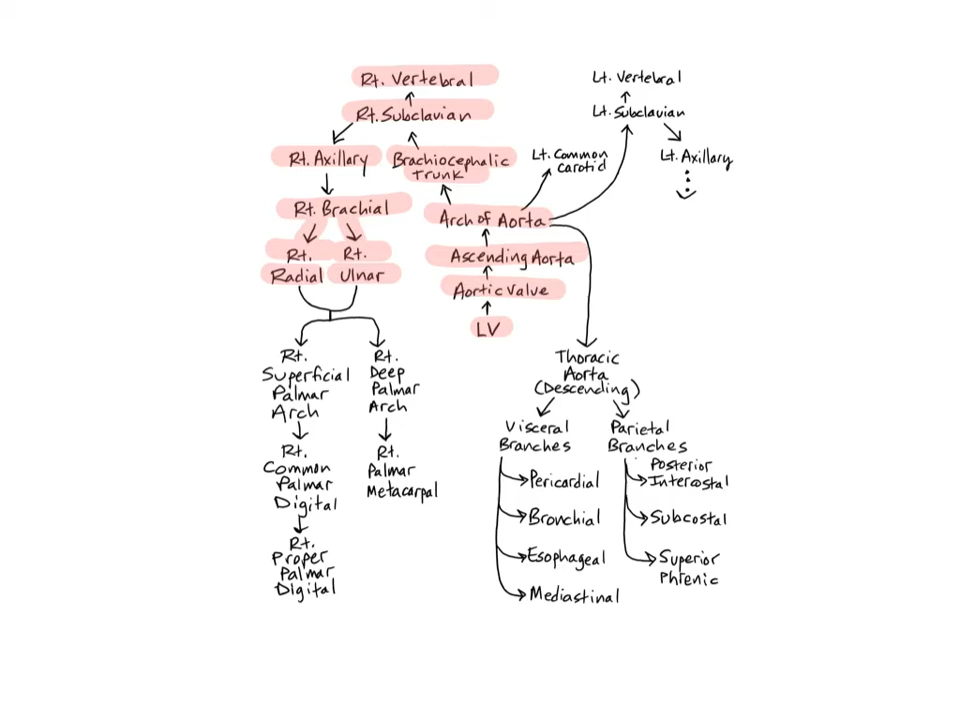 Rt. Vertebral
Rt. Subclavian
Rt. Axillary
Brachiocephalic
Trunk
Rt. Brachial
Rt.
Radial
Rt.
Ulnar
Rt.
Superficial
Palmar
Arch
Rt.
Common
Palmar
Digital
Rt.
Proper
Palmar
Digital
Rt.
Deep
Palmar
Arch
Rt.
Palmar
Metacarpal
Arch of Aorta
Ascending Aorta
Aortic Valve
LV
Lt. Common
Carotid
Lt. Vertebral
Lt. Subclavian
Lt. Axillary
Thoracic
Aorta
(Descending)
Visceral
Branches
Pericardial
Bronchial
Esophageal
Mediastinal
Parietal
Branches
Posterior
Intercostal
Subcostal
Superior
Phrenic